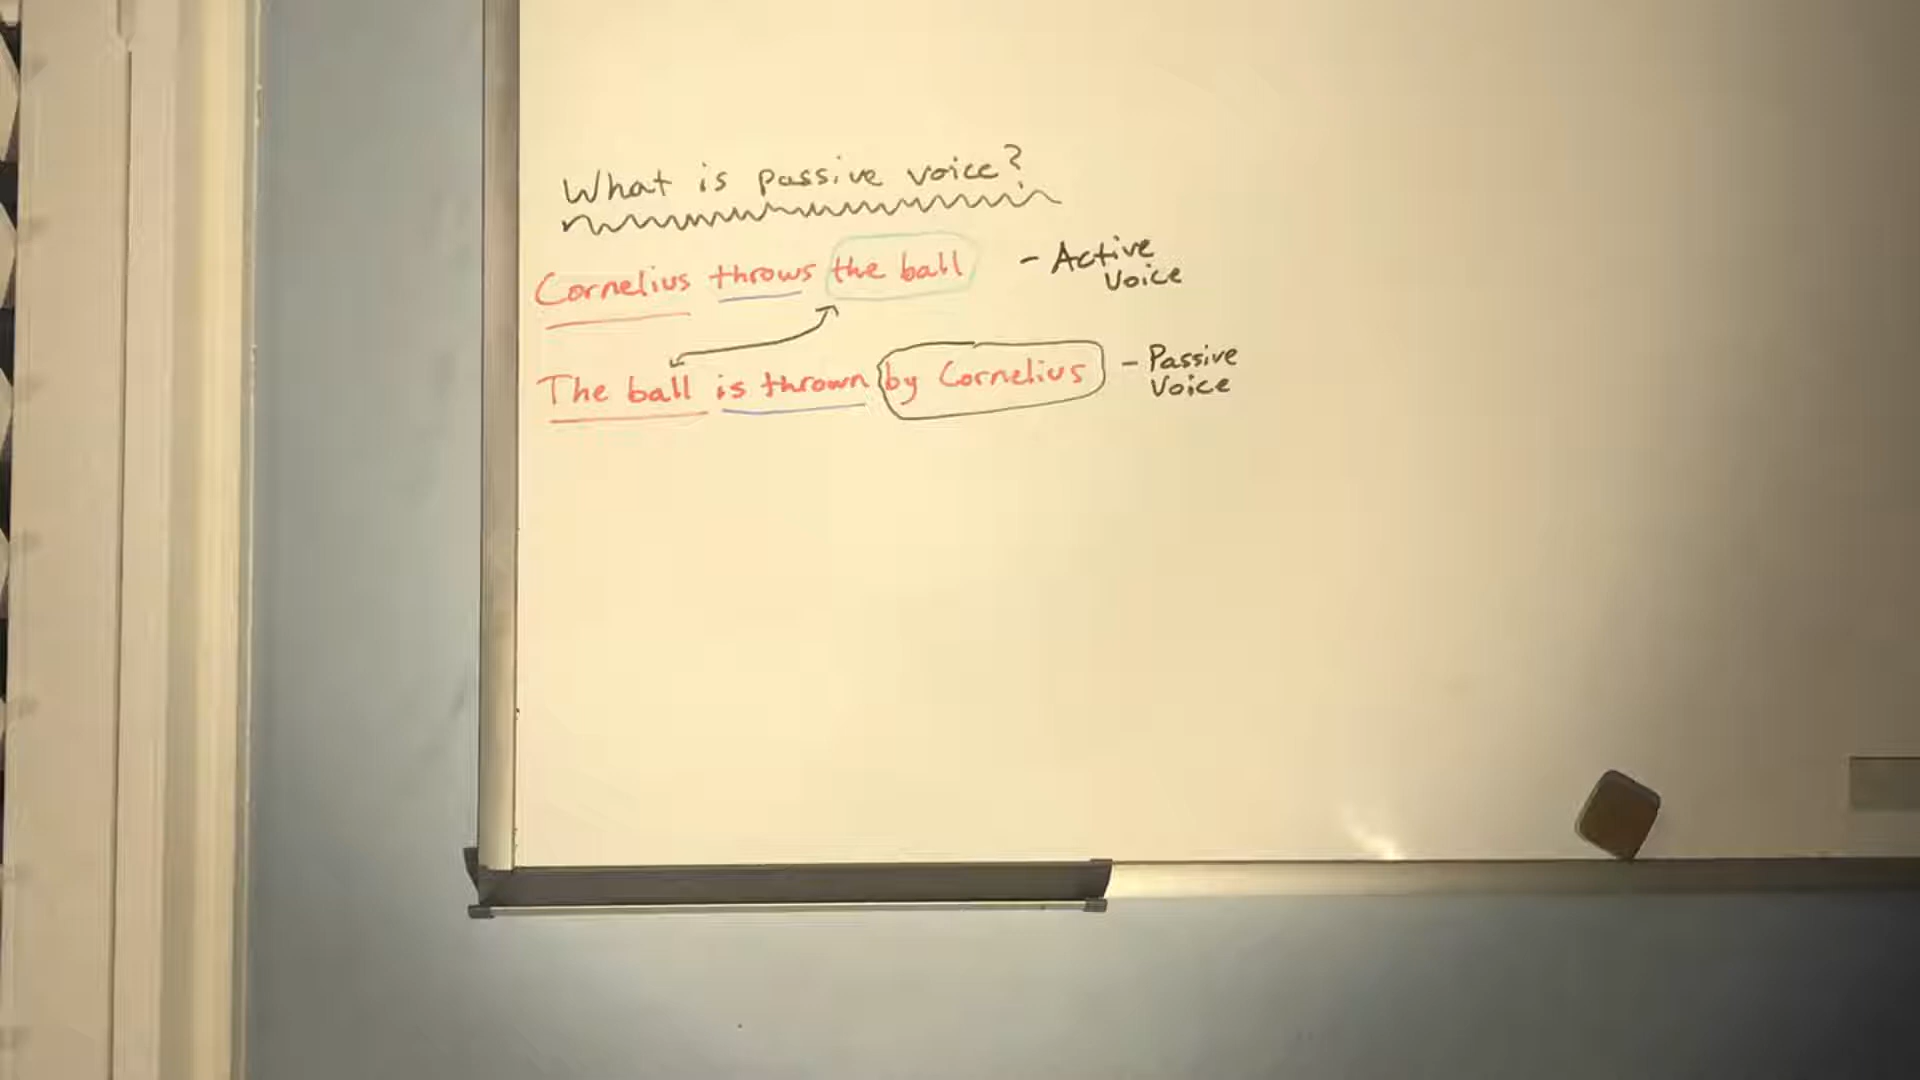 What is passive voice?
Cornelius throws the ball - Active Voice
The ball is thrown by Cornelius - Passive Voice